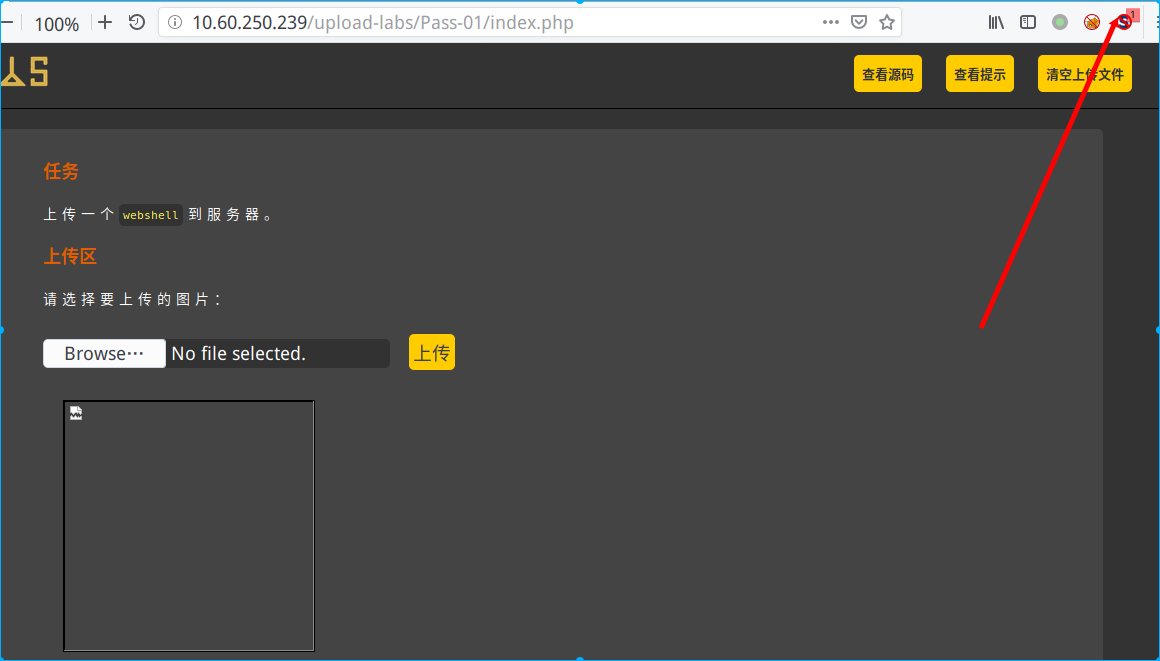 100%
10.60.250.239/upload-labs/Pass-01/index.php
1
查看源码
查看提示
清空上传文件
任务
上传一个 webshell 到服务器。
上传区
请选择要上传的图片：
Browse… No file selected.
上传